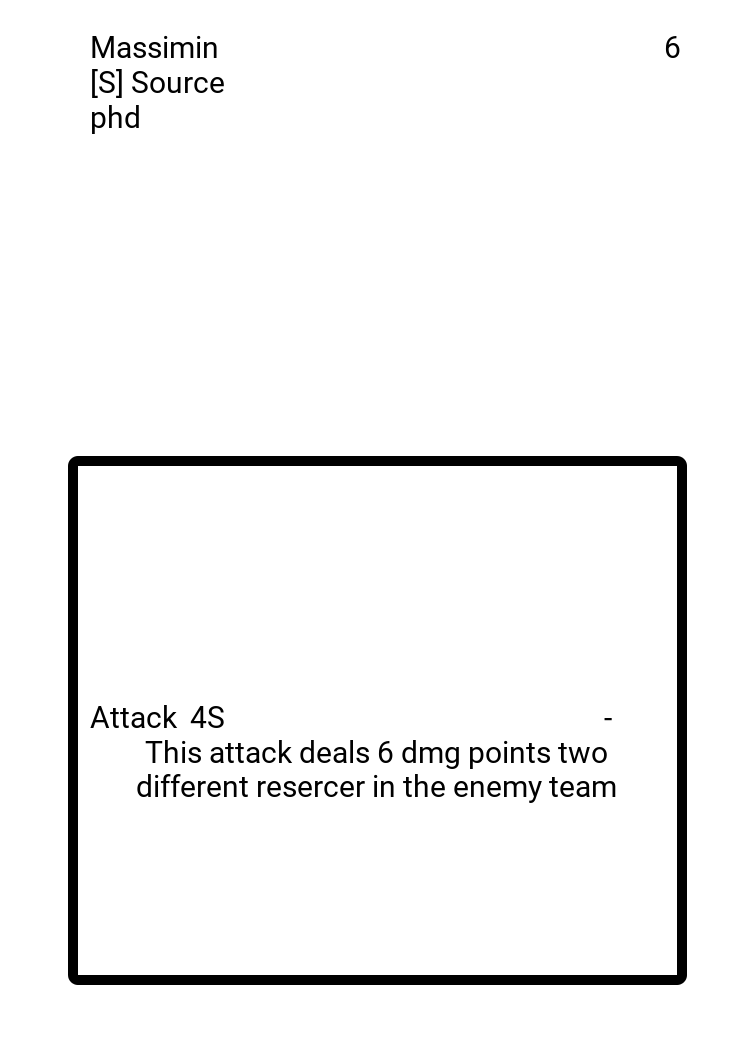 Massimin 6
[S] Source
phd
Attack 4S -
This attack deals 6 dmg points two
different resercer in the enemy team